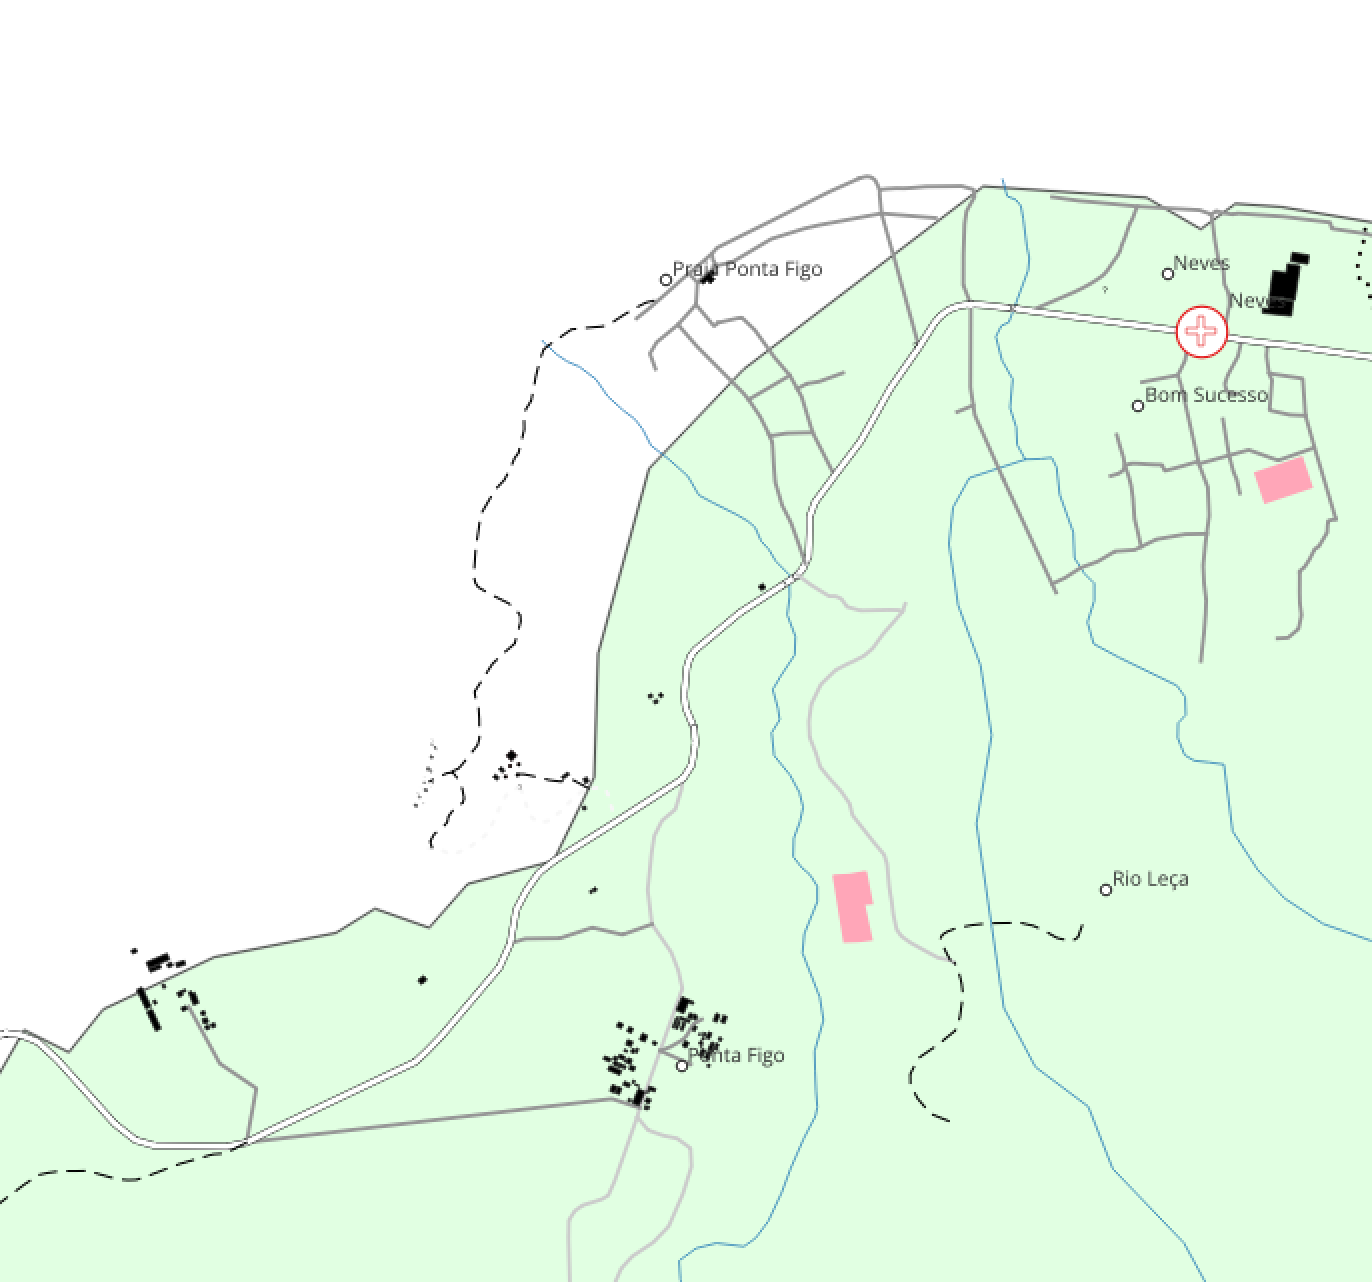 Neves
Praia Ponta Figo
Neves
Bom Sucesso
Rio Leça
Ponta Figo